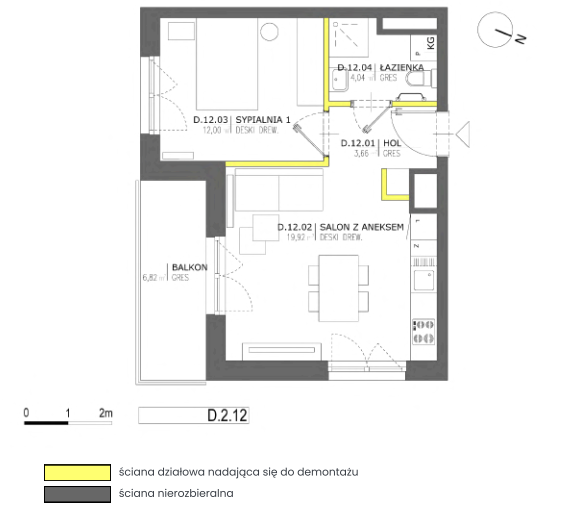 KG
P
N
D.12.04 ŁAZIENKA
4,04 m² GRES
D.12.03 SYPIALNIA 1
12,00 m² DESKI DREW.
D.12.01 HOL
3,66 m² GRES
D.12.02 SALON Z ANEKSEM
19,92 m² DESKI DREW.
L
Z
BALKON
6,82 m² GRES
0 1 2m
D.2.12
ściana działowa nadająca się do demontażu
ściana nierozbieralna